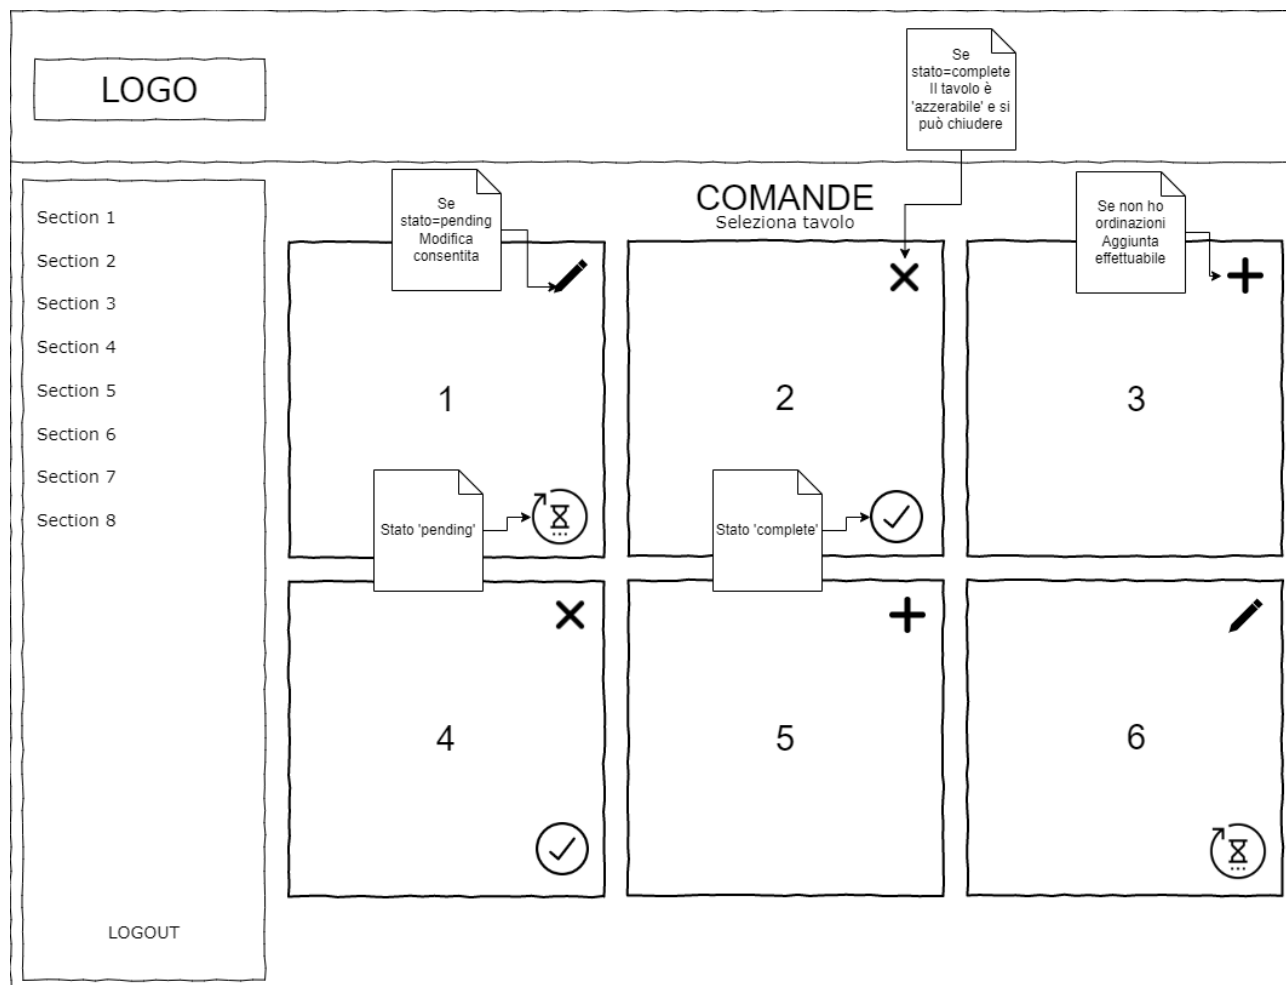 LOGO
Se
stato=complete
Il tavolo è
'azzerabile' e si
può chiudere
Section 1
Section 2
Section 3
Section 4
Section 5
Section 6
Section 7
Section 8
LOGOUT
COMANDE
Seleziona tavolo
Se
stato=pending
Modifica
consentita
Se non ho
ordinazioni
Aggiunta
effettuabile
1
2
3
Stato 'pending'
Stato 'complete'
4
5
6